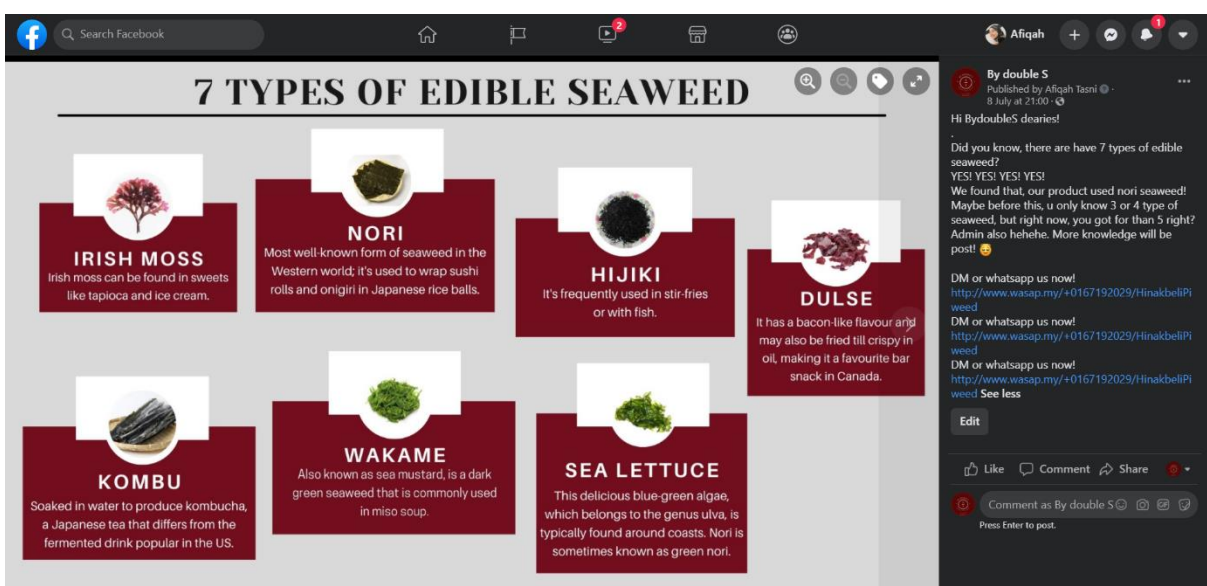 Search Facebook
2
Afiqah
1
7 TYPES OF EDIBLE SEAWEED
IRISH MOSS
Irish moss can be found in sweets
like tapioca and ice cream.
NORI
Most well-known form of seaweed in the
Western world; it's used to wrap sushi
rolls and onigiri in Japanese rice balls.
HIJIKI
It's frequently used in stir-fries
or with fish.
DULSE
It has a bacon-like flavour and
may also be fried till crispy in
oil, making it a favourite bar
snack in Canada.
KOMBU
Soaked in water to produce kombucha,
a Japanese tea that differs from the
fermented drink popular in the US.
WAKAME
Also known as sea mustard, is a dark
green seaweed that is commonly used
in miso soup.
SEA LETTUCE
This delicious blue-green algae,
which belongs to the genus ulva, is
typically found around coasts. Nori is
sometimes known as green nori.
By double S
Published by Afiqah Tasni ·
8 July at 21:00 ·
Hi BydoubleS dearies!
.
Did you know, there are have 7 types of edible
seaweed?
YES! YES! YES! YES!
We found that, our product used nori seaweed!
Maybe before this, u only know 3 or 4 type of
seaweed, but right now, you got for than 5 right?
Admin also hehehe. More knowledge will be
post! 😌
DM or whatsapp us now!
http://www.wasap.my/+0167192029/HinakbeliPi
weed
DM or whatsapp us now!
http://www.wasap.my/+0167192029/HinakbeliPi
weed
DM or whatsapp us now!
http://www.wasap.my/+0167192029/HinakbeliPi
weed See less
Edit
Like Comment Share
Comment as By double S
GIF
Press Enter to post.